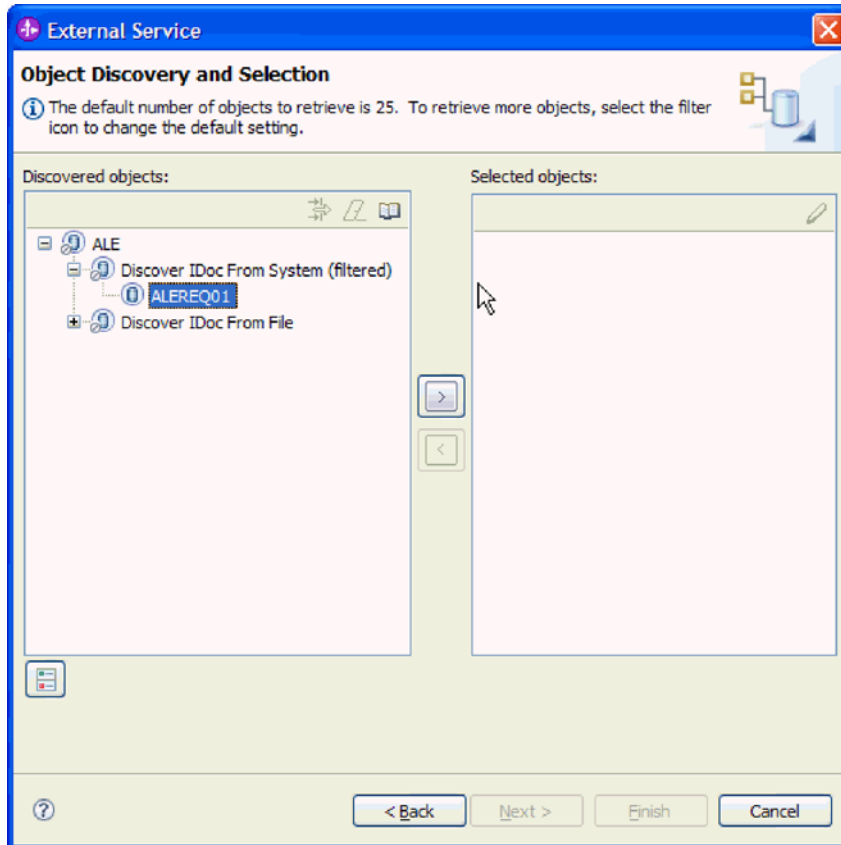 External Service
Object Discovery and Selection
The default number of objects to retrieve is 25. To retrieve more objects, select the filter
icon to change the default setting.
Discovered objects:
Selected objects:
ALE
Discover IDoc From System (filtered)
ALEREQ01
Discover IDoc From File
>
<
?
< Back
Next >
Finish
Cancel